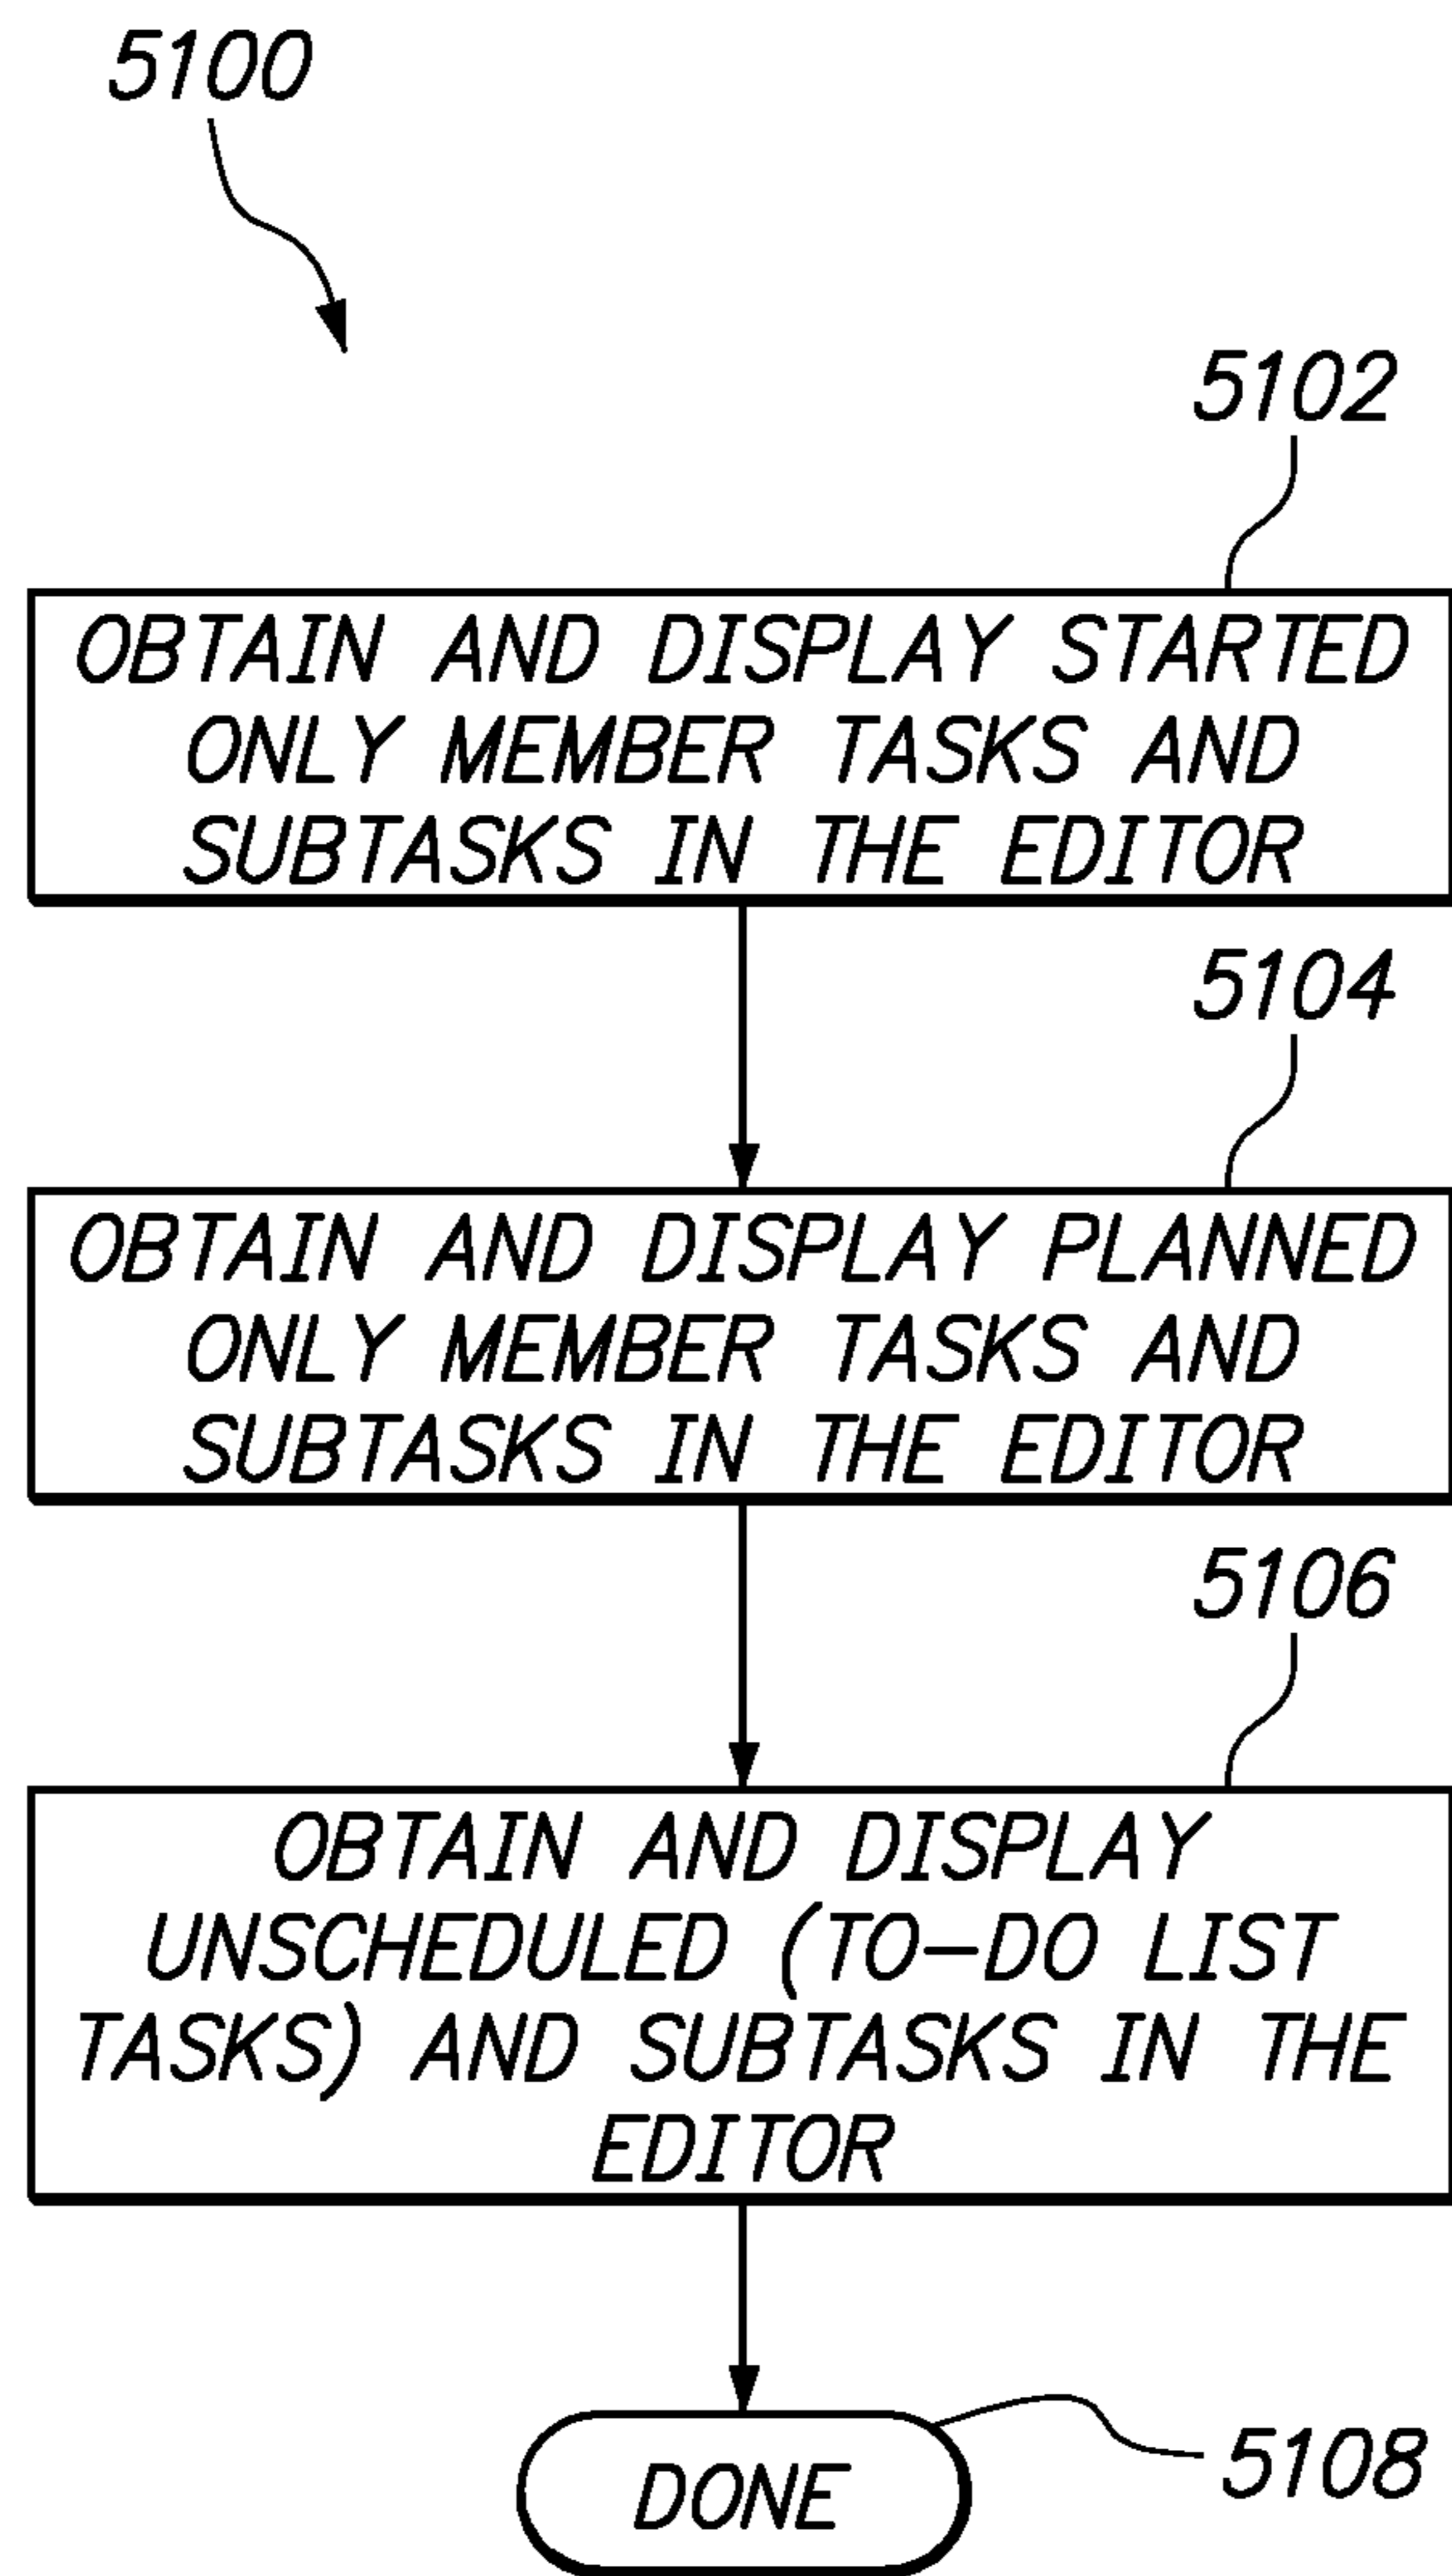 5100
5102
OBTAIN AND DISPLAY STARTED
ONLY MEMBER TASKS AND
SUBTASKS IN THE EDITOR
5104
OBTAIN AND DISPLAY PLANNED
ONLY MEMBER TASKS AND
SUBTASKS IN THE EDITOR
5106
OBTAIN AND DISPLAY
UNSCHEDULED (TO-DO LIST
TASKS) AND SUBTASKS IN THE
EDITOR
DONE
5108